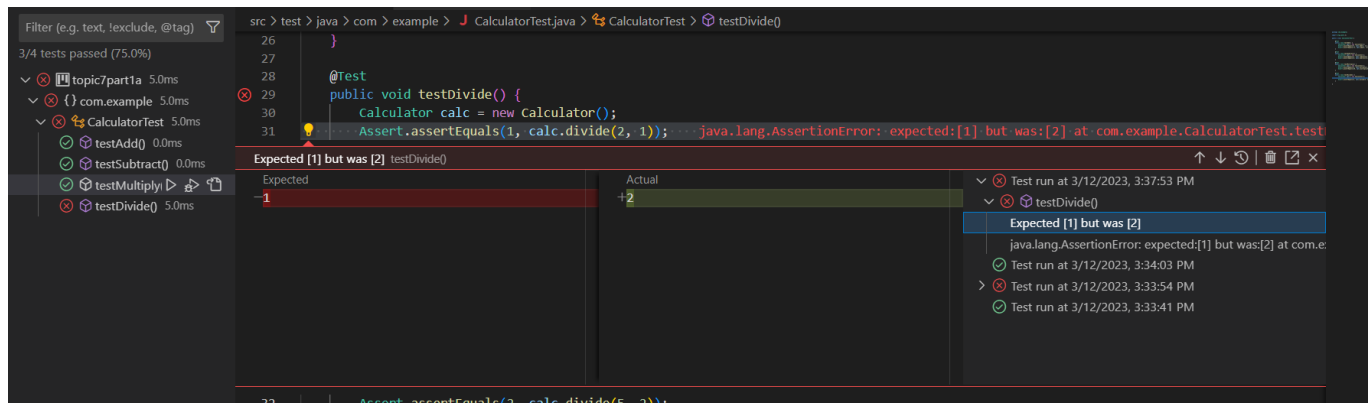 Filter (e.g. text, !exclude, @tag)
3/4 tests passed (75.0%)
topic7part1a 5.0ms
{} com.example 5.0ms
CalculatorTest 5.0ms
testAdd() 0.0ms
testSubtract() 0.0ms
testMultiply(
testDivide() 5.0ms
src > test > java > com > example > J CalculatorTest.java > CalculatorTest > testDivide()
26 }
27
28 @Test
29 public void testDivide() {
30 Calculator calc = new Calculator();
31 Assert.assertEquals(1, calc.divide(2, 1)); java.lang.AssertionError: expected:[1] but was:[2] at com.example.CalculatorTest.test
Expected [1] but was [2] testDivide()
Expected
−1
Actual
+2
Test run at 3/12/2023, 3:37:53 PM
testDivide()
Expected [1] but was [2]
java.lang.AssertionError: expected:[1] but was:[2] at com.e
Test run at 3/12/2023, 3:34:03 PM
Test run at 3/12/2023, 3:33:54 PM
Test run at 3/12/2023, 3:33:41 PM